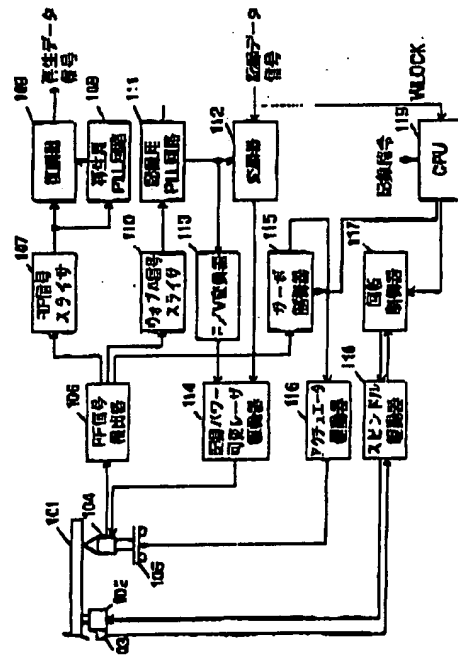 101
102
03
104
105
106
RF信号
検出器
107
RF信号
スライサ
109
復調器
再生データ
信号
108
再生用
PLL回路
110
ウォブル信号
スライサ
111
記録用
PLL回路
記録データ
信号
112
変調器
113
F/V変換器
114
記録パワー
可変レーザ
駆動器
115
サーボ
制御器
116
アクチュエータ
駆動器
117
回転
制御器
118
スピンドル
駆動器
119
CPU
記録指令
WLOCK